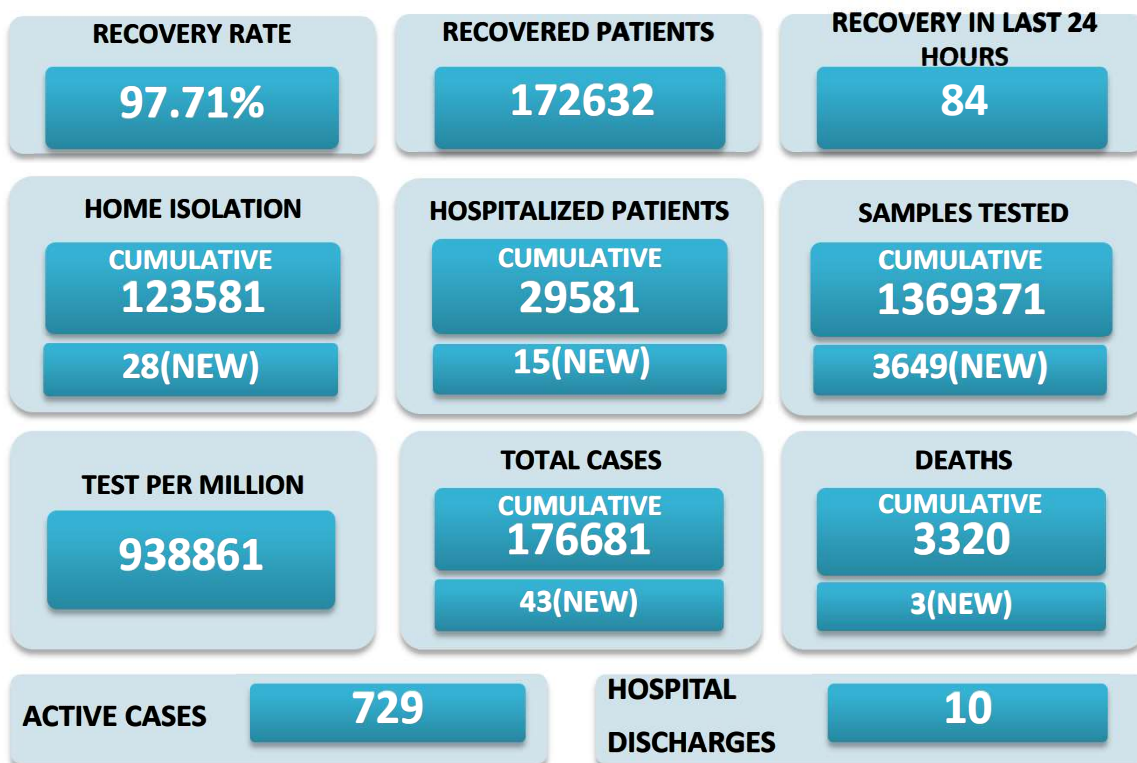 RECOVERY RATE
97.71%
RECOVERED PATIENTS
172632
RECOVERY IN LAST 24
HOURS
84
HOME ISOLATION
CUMULATIVE
123581
28(NEW)
HOSPITALIZED PATIENTS
CUMULATIVE
29581
15(NEW)
SAMPLES TESTED
CUMULATIVE
1369371
3649(NEW)
TEST PER MILLION
938861
TOTAL CASES
CUMULATIVE
176681
43(NEW)
DEATHS
CUMULATIVE
3320
3(NEW)
ACTIVE CASES
729
HOSPITAL
DISCHARGES
10